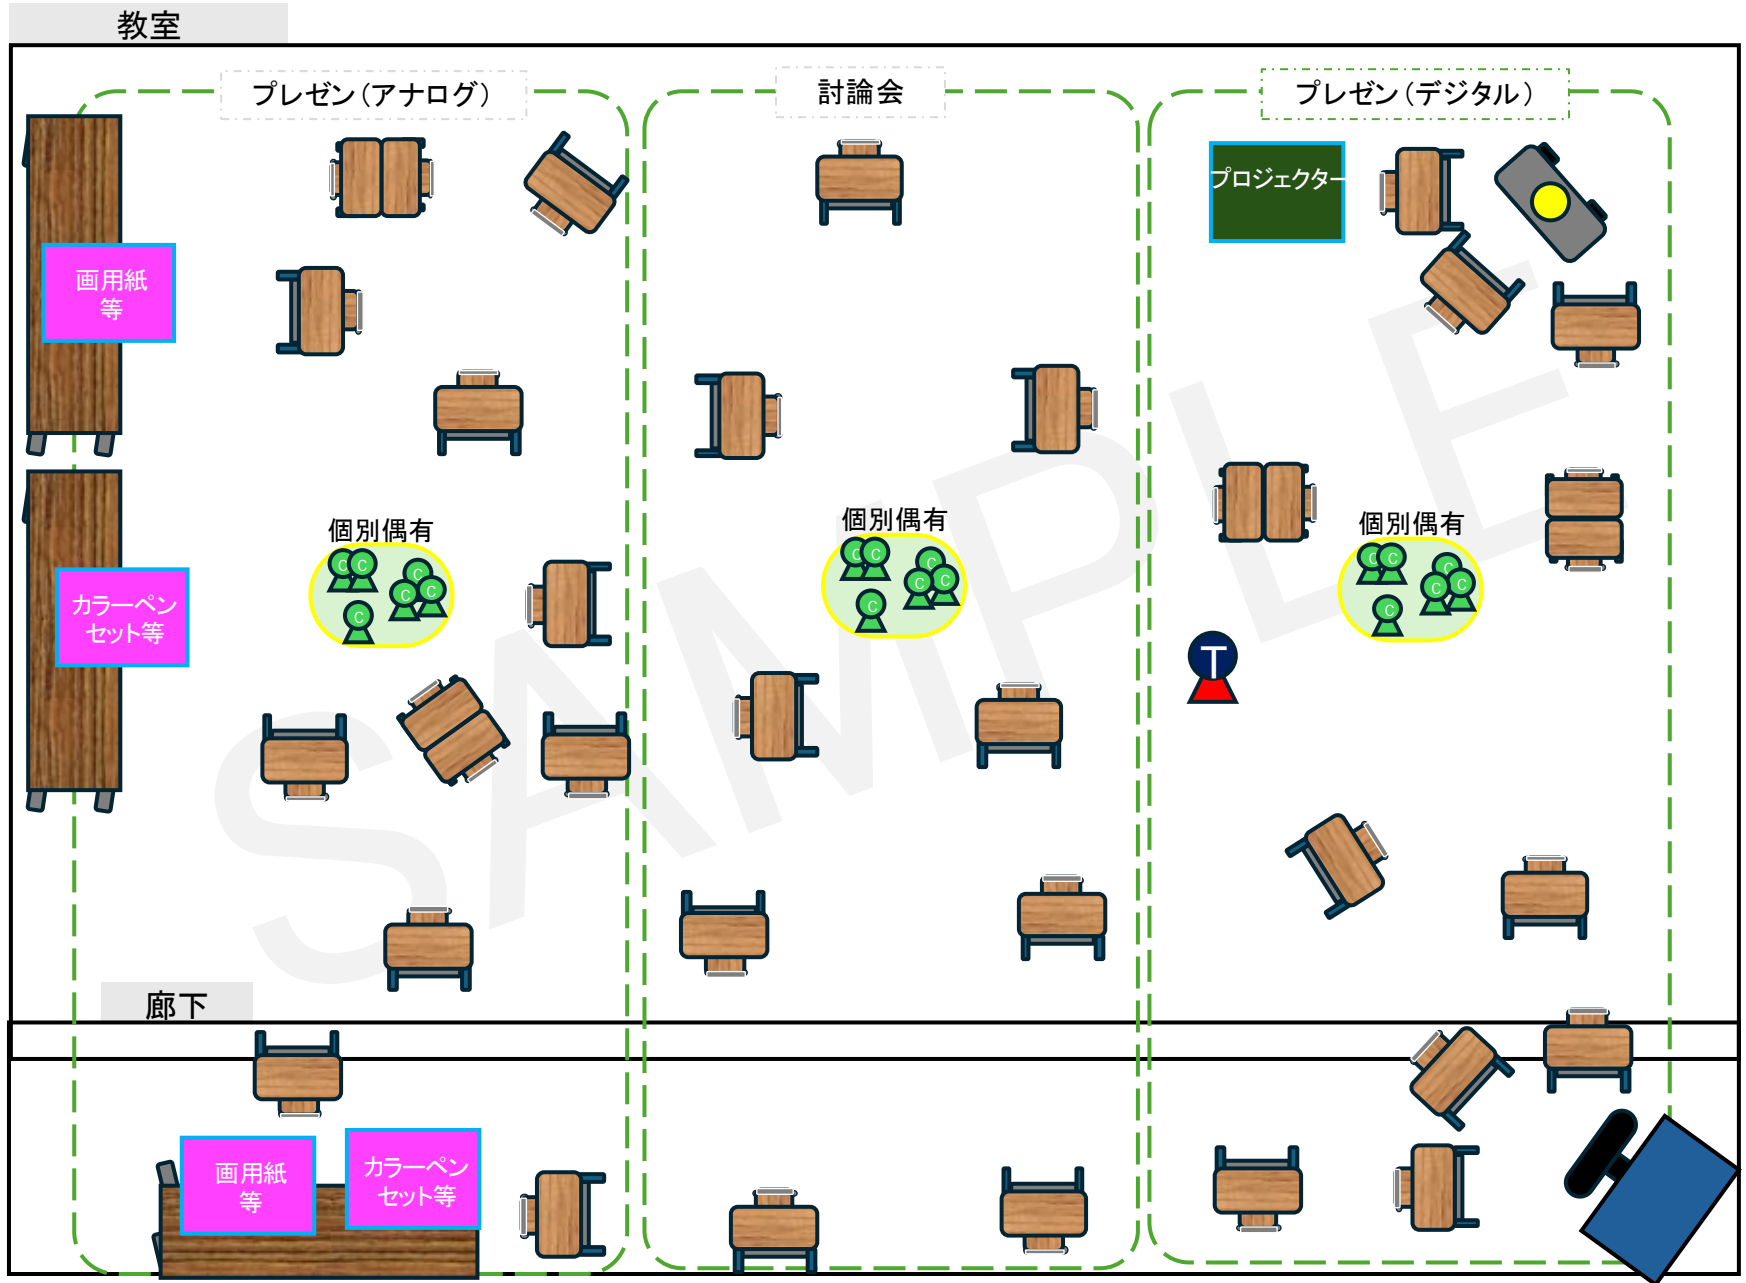 教室
プレゼン（アナログ）
討論会
プレゼン（デジタル）
プロジェクター
画用紙
等
個別偶有
C
C
C
C
C
C
個別偶有
C
C
C
C
C
C
個別偶有
C
C
C
C
C
C
カラーペン
セット等
T
SAMPLE
廊下
画用紙
等
カラーペン
セット等